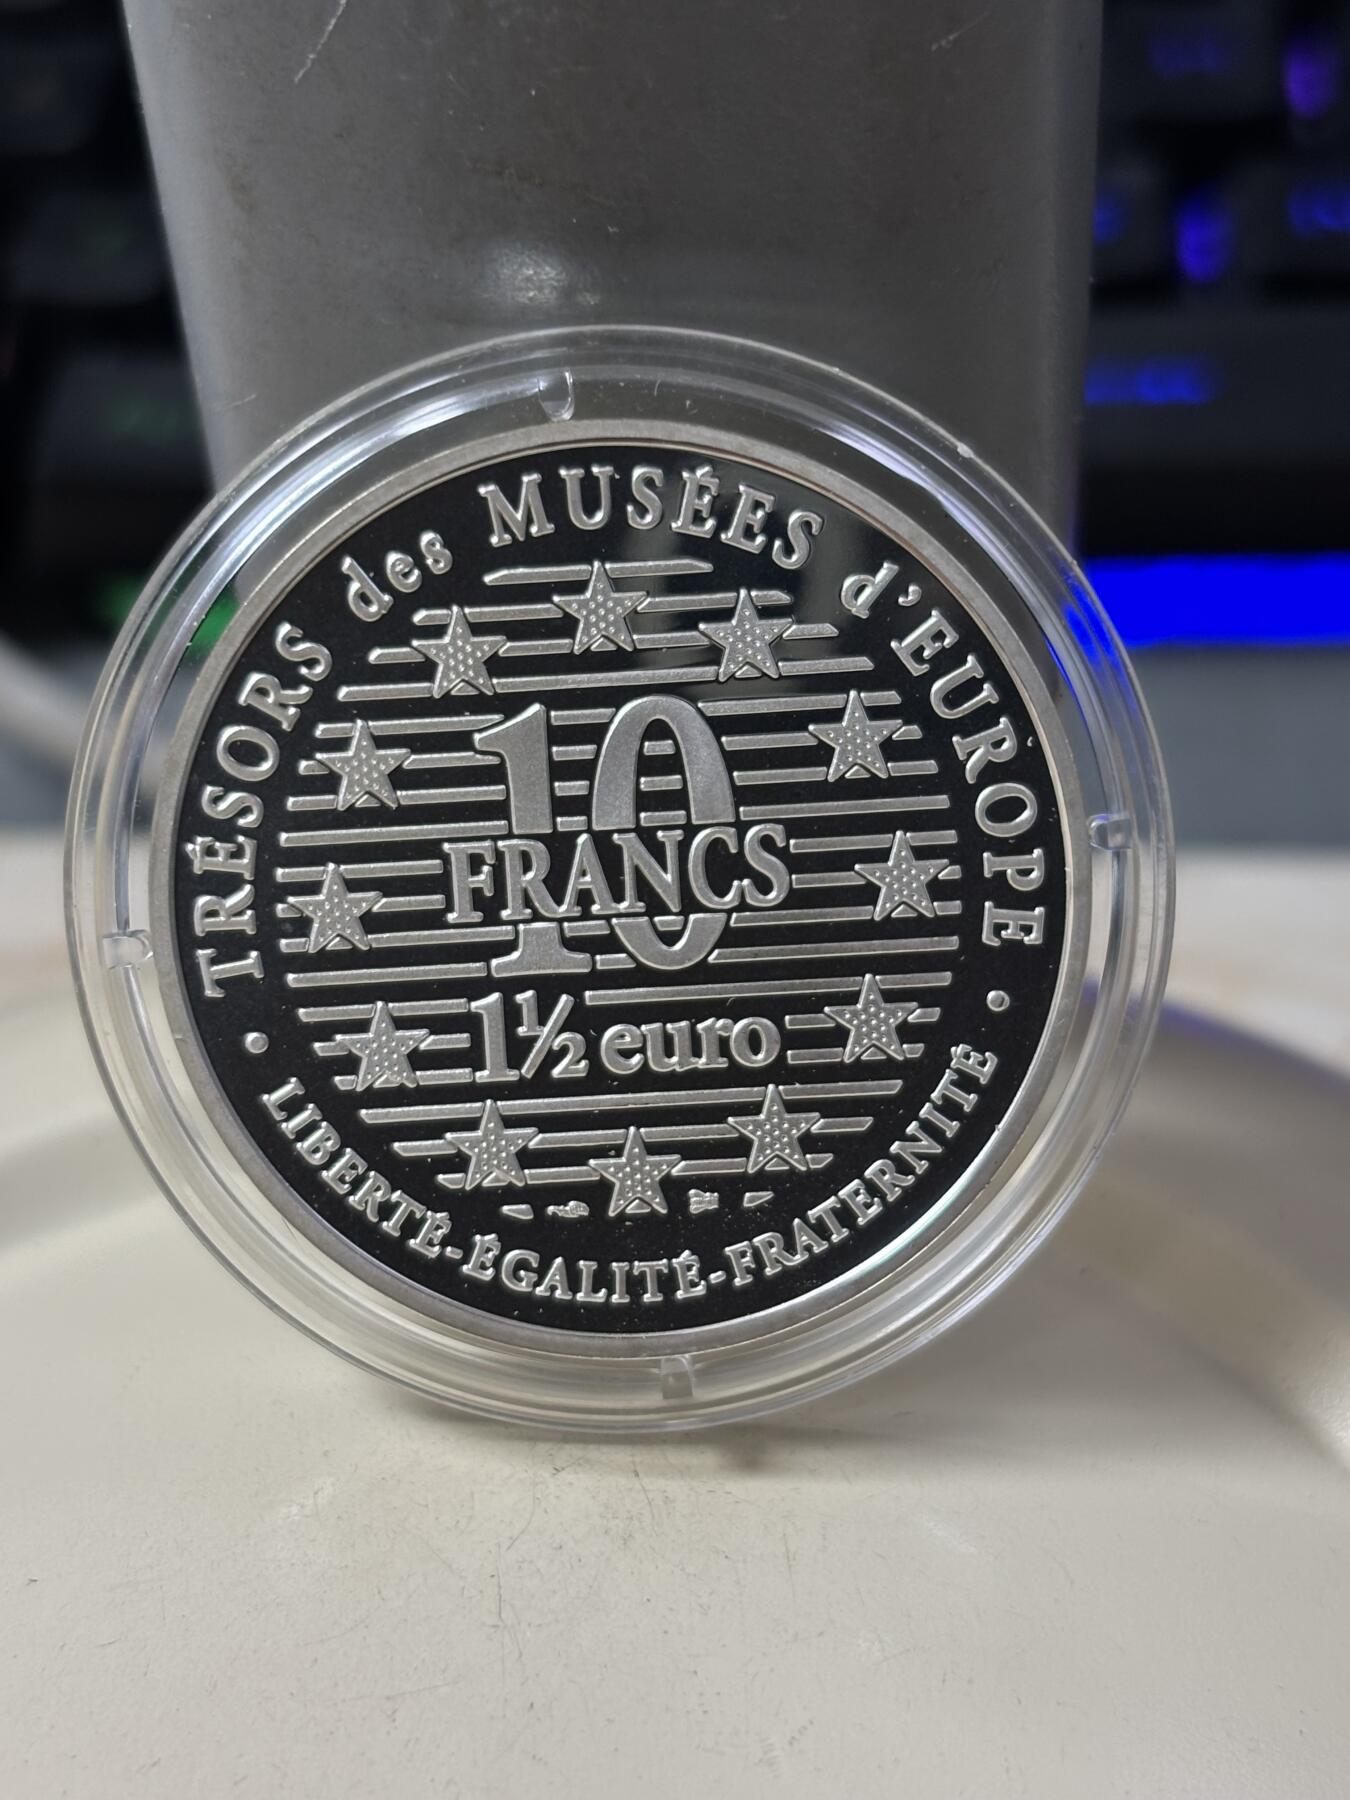 TRÉSORS des MUSÉES d'EUROPE
10
FRANCS
1½ euro
LIBERTÉ-ÉGALITÉ-FRATERNITÉ